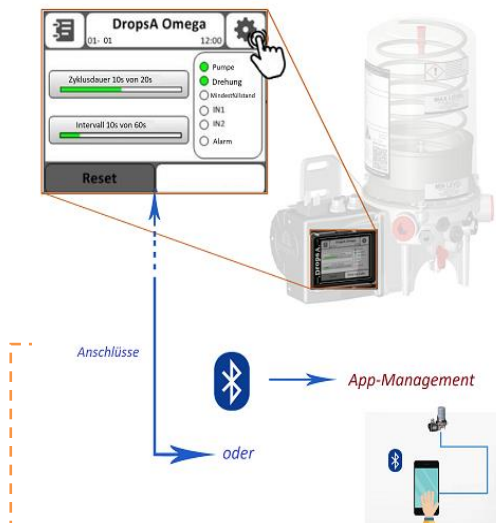 DropsA Omega
01- 01
12:00
Zyklusdauer 10s von 20s
Intervall 10s von 60s
Pumpe
Drehung
Mindestfüllstand
IN1
IN2
Alarm
Reset
DropsA
Anschlüsse
App-Management
oder